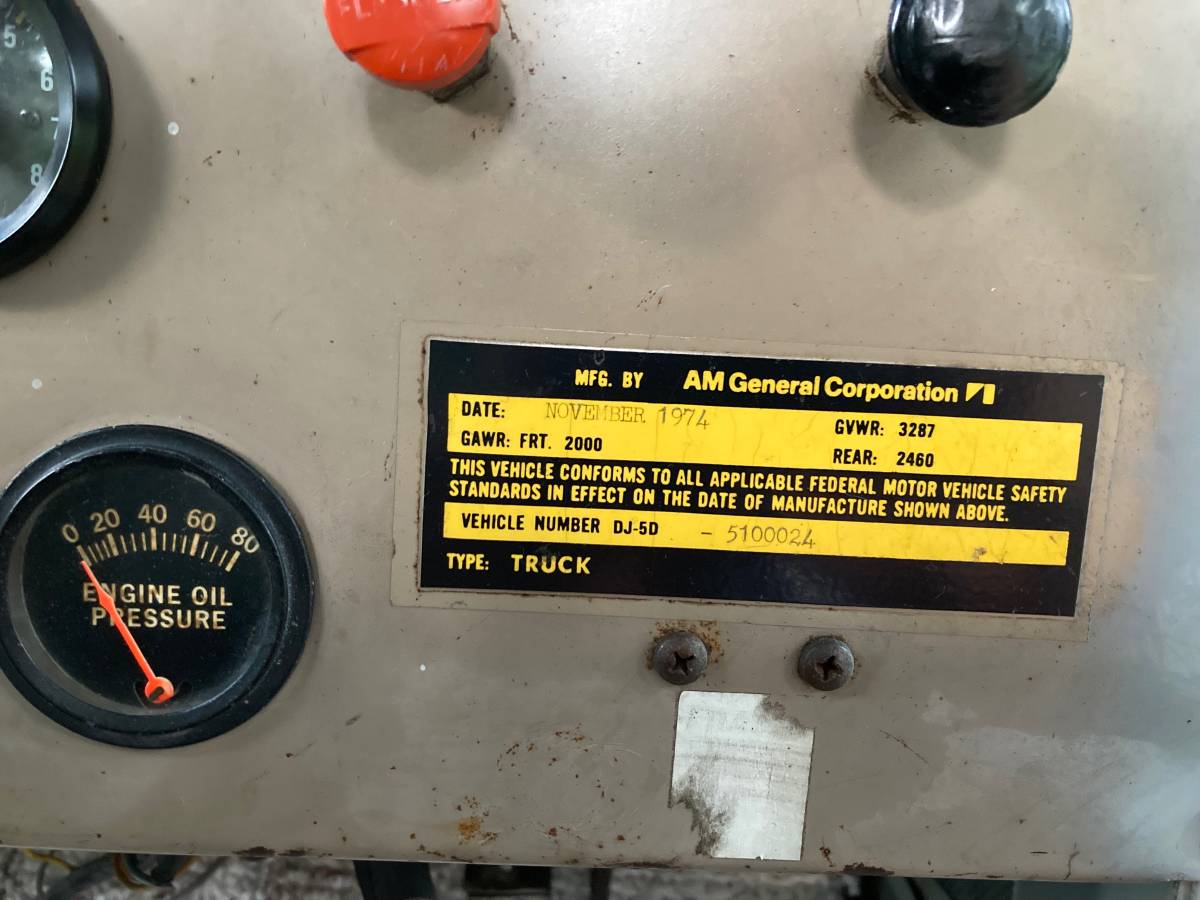 5
6
7
8
MFG. BY AM General Corporation
DATE: NOVEMBER 1974 GVWR: 3287
GAWR: FRT. 2000 REAR: 2460
THIS VEHICLE CONFORMS TO ALL APPLICABLE FEDERAL MOTOR VEHICLE SAFETY
STANDARDS IN EFFECT ON THE DATE OF MANUFACTURE SHOWN ABOVE.
VEHICLE NUMBER DJ-5D - 5100024
TYPE: TRUCK
0 20 40 60 80
ENGINE OIL
PRESSURE